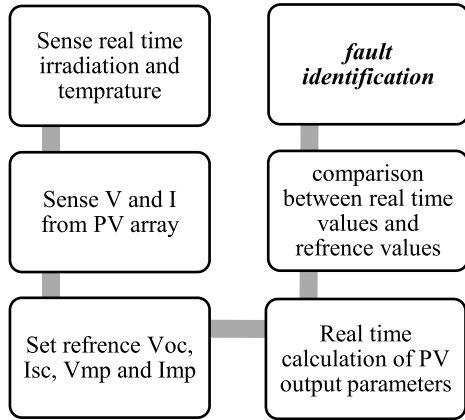 Sense real time
irradiation and
temprature
Sense V and I
from PV array
Set refrence Voc,
Isc, Vmp and Imp
Real time
calculation of PV
output parameters
comparison
between real time
values and
refrence values
fault
identification